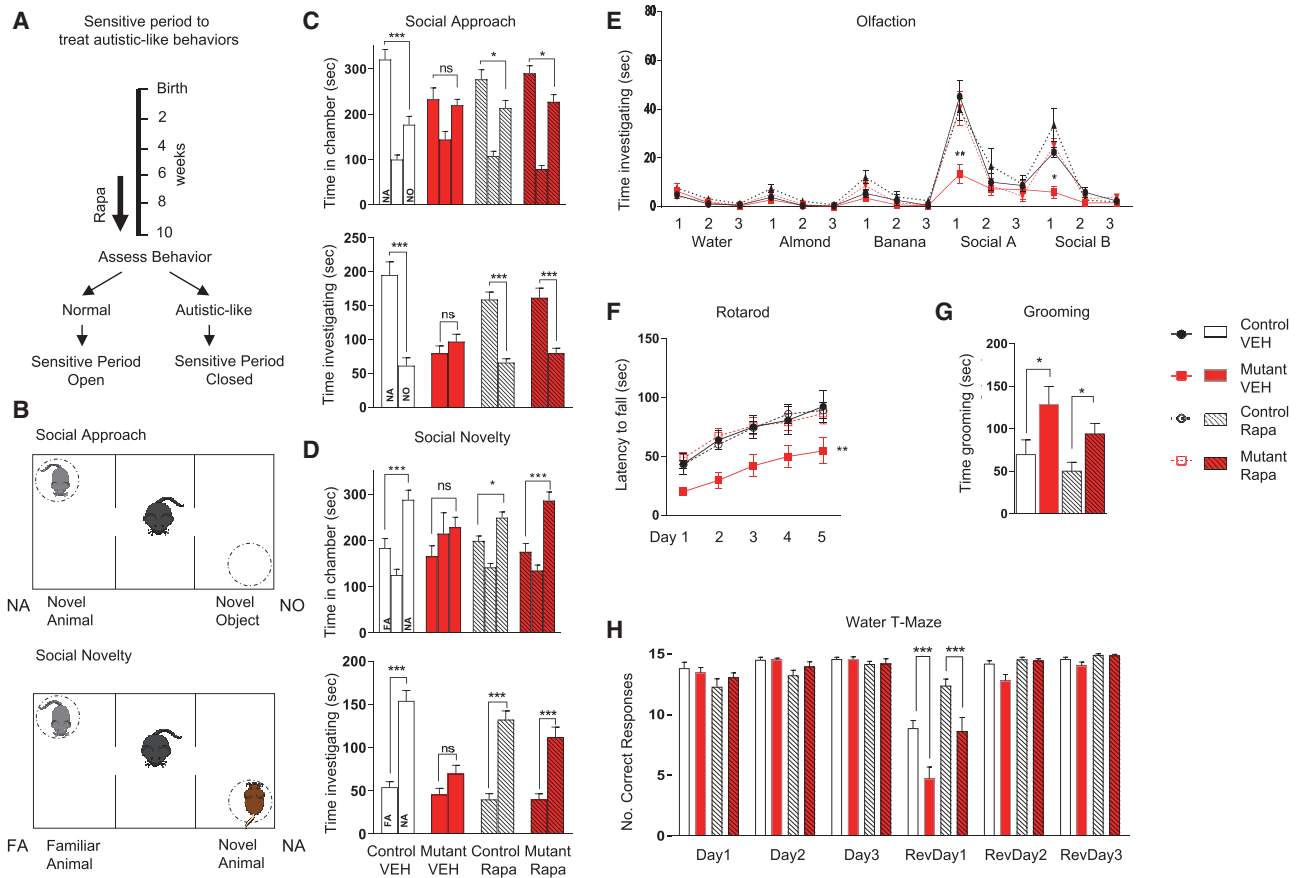 A
Sensitive period to
treat autistic-like behaviors
Birth
2
4
6
8
10
weeks
Rapa
Assess Behavior
Normal
Autistic-like
Sensitive Period
Open
Sensitive Period
Closed
B
Social Approach
NA
Novel
Animal
Novel
Object
NO
Social Novelty
FA
Familiar
Animal
Novel
Animal
NA
C
Social Approach
Time in chamber (sec)
300
200
100
0
***
ns
*
*
NA
NO
Time investigating (sec)
250
200
150
100
50
0
***
ns
***
***
NA
NO
D
Social Novelty
Time in chamber (sec)
300
200
100
0
***
ns
*
***
FA
NA
Time investigating (sec)
200
150
100
50
0
***
ns
***
***
FA
NA
Control
VEH
Mutant
VEH
Control
Rapa
Mutant
Rapa
E
Olfaction
Time investigating (sec)
80
60
40
20
0
**
*
1 2 3 1 2 3 1 2 3 1 2 3 1 2 3
Water Almond Banana Social A Social B
F
Rotarod
Latency to fall (sec)
150
100
50
0
**
Day 1 2 3 4 5
G
Grooming
Time grooming (sec)
200
150
100
50
0
*
*
Control
VEH
Mutant
VEH
Control
Rapa
Mutant
Rapa
H
Water T-Maze
No. Correct Responses
15
10
5
0
*** ***
Day1 Day2 Day3 RevDay1 RevDay2 RevDay3